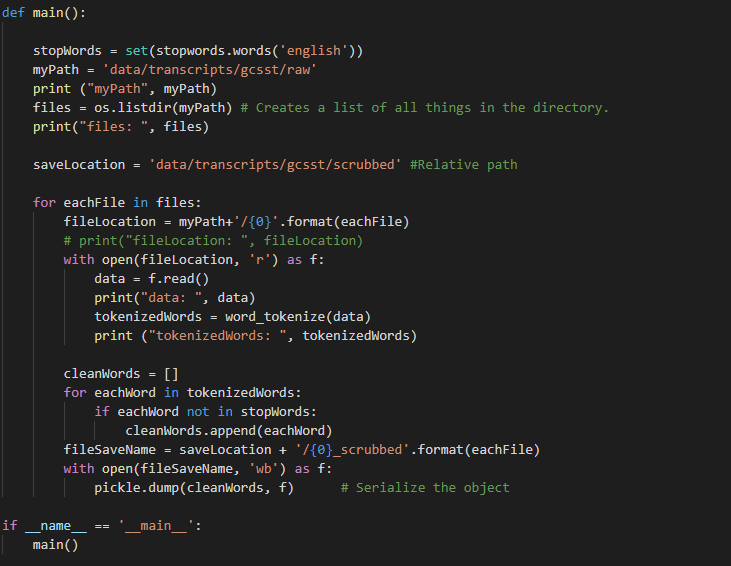 def main():
    stopWords = set(stopwords.words('english'))
    myPath = 'data/transcripts/gcsst/raw'
    print ("myPath", myPath)
    files = os.listdir(myPath) # Creates a list of all things in the directory.
    print("files: ", files)
    saveLocation = 'data/transcripts/gcsst/scrubbed' #Relative path
    for eachFile in files:
        fileLocation = myPath+'/{0}'.format(eachFile)
        # print("fileLocation: ", fileLocation)
        with open(fileLocation, 'r') as f:
            data = f.read()
            print("data: ", data)
            tokenizedWords = word_tokenize(data)
            print ("tokenizedWords: ", tokenizedWords)
        cleanWords = []
        for eachWord in tokenizedWords:
            if eachWord not in stopWords:
                cleanWords.append(eachWord)
        fileSaveName = saveLocation + '/{0}_scrubbed'.format(eachFile)
        with open(fileSaveName, 'wb') as f:
            pickle.dump(cleanWords, f)      # Serialize the object
if __name__ == '__main__':
    main()